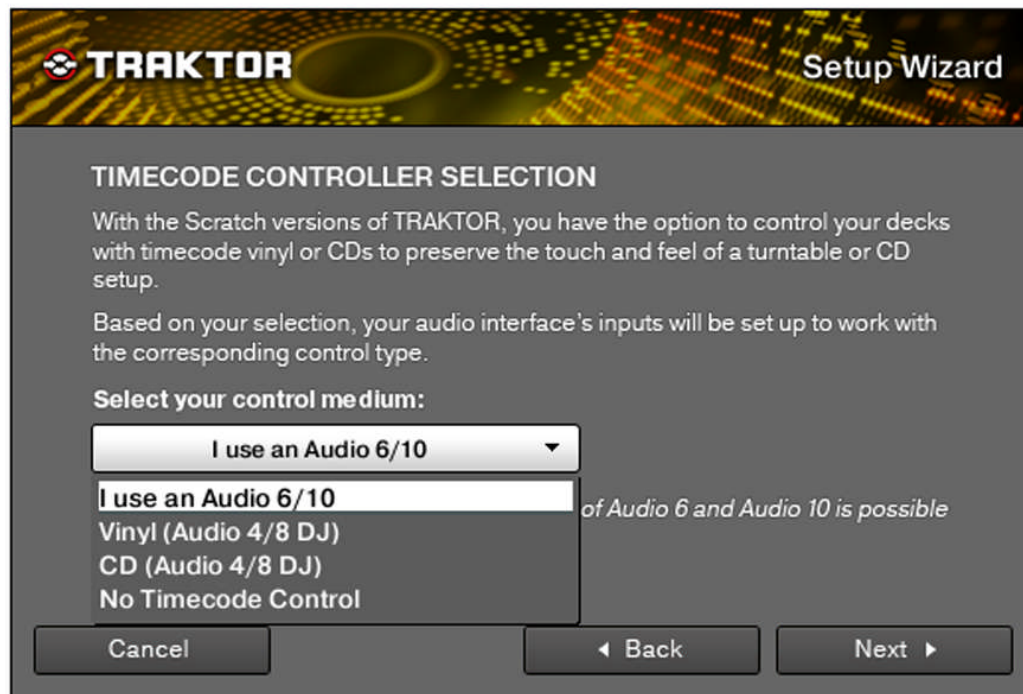 TRAKTOR
Setup Wizard
TIMECODE CONTROLLER SELECTION
With the Scratch versions of TRAKTOR, you have the option to control your decks
with timecode vinyl or CDs to preserve the touch and feel of a turntable or CD
setup.
Based on your selection, your audio interface's inputs will be set up to work with
the corresponding control type.
Select your control medium:
I use an Audio 6/10
I use an Audio 6/10
of Audio 6 and Audio 10 is possible
Vinyl (Audio 4/8 DJ)
CD (Audio 4/8 DJ)
No Timecode Control
Cancel
Back
Next